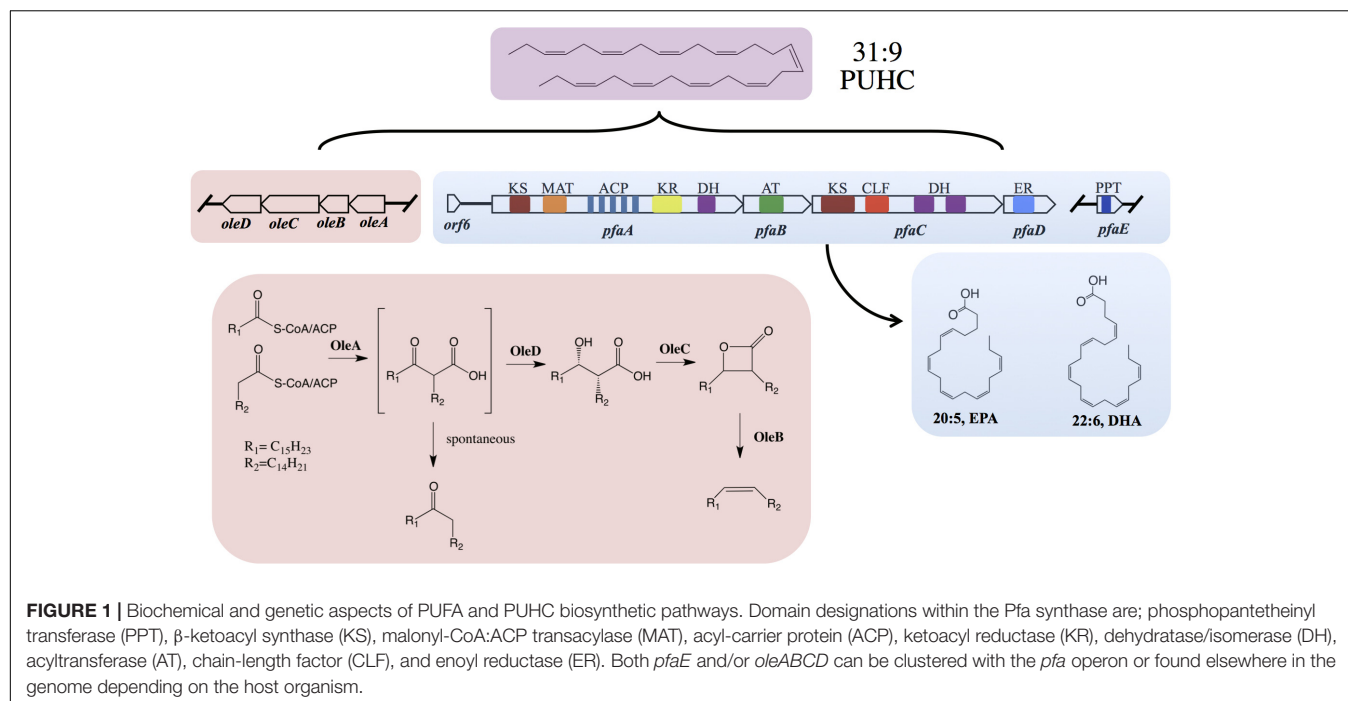 31:9
PUHC
KS MAT ACP KR DH AT KS CLF DH ER PPT
oleD oleC oleB oleA
orf6 pfaA pfaB pfaC pfaD pfaE
O
R1 S-CoA/ACP
O
S-CoA/ACP
R2
OleA
O O
R1 OH
R2
OleD
OH O
R1 OH
R2
OleC
O
O
R1 R2
R1= C15H23
R2=C14H21
spontaneous
OleB
O
R1
R2
R1 R2
OH
O
20:5, EPA
OH
O
22:6, DHA
FIGURE 1 | Biochemical and genetic aspects of PUFA and PUHC biosynthetic pathways. Domain designations within the Pfa synthase are; phosphopantetheinyl
transferase (PPT), β-ketoacyl synthase (KS), malonyl-CoA:ACP transacylase (MAT), acyl-carrier protein (ACP), ketoacyl reductase (KR), dehydratase/isomerase (DH),
acyltransferase (AT), chain-length factor (CLF), and enoyl reductase (ER). Both pfaE and/or oleABCD can be clustered with the pfa operon or found elsewhere in the
genome depending on the host organism.